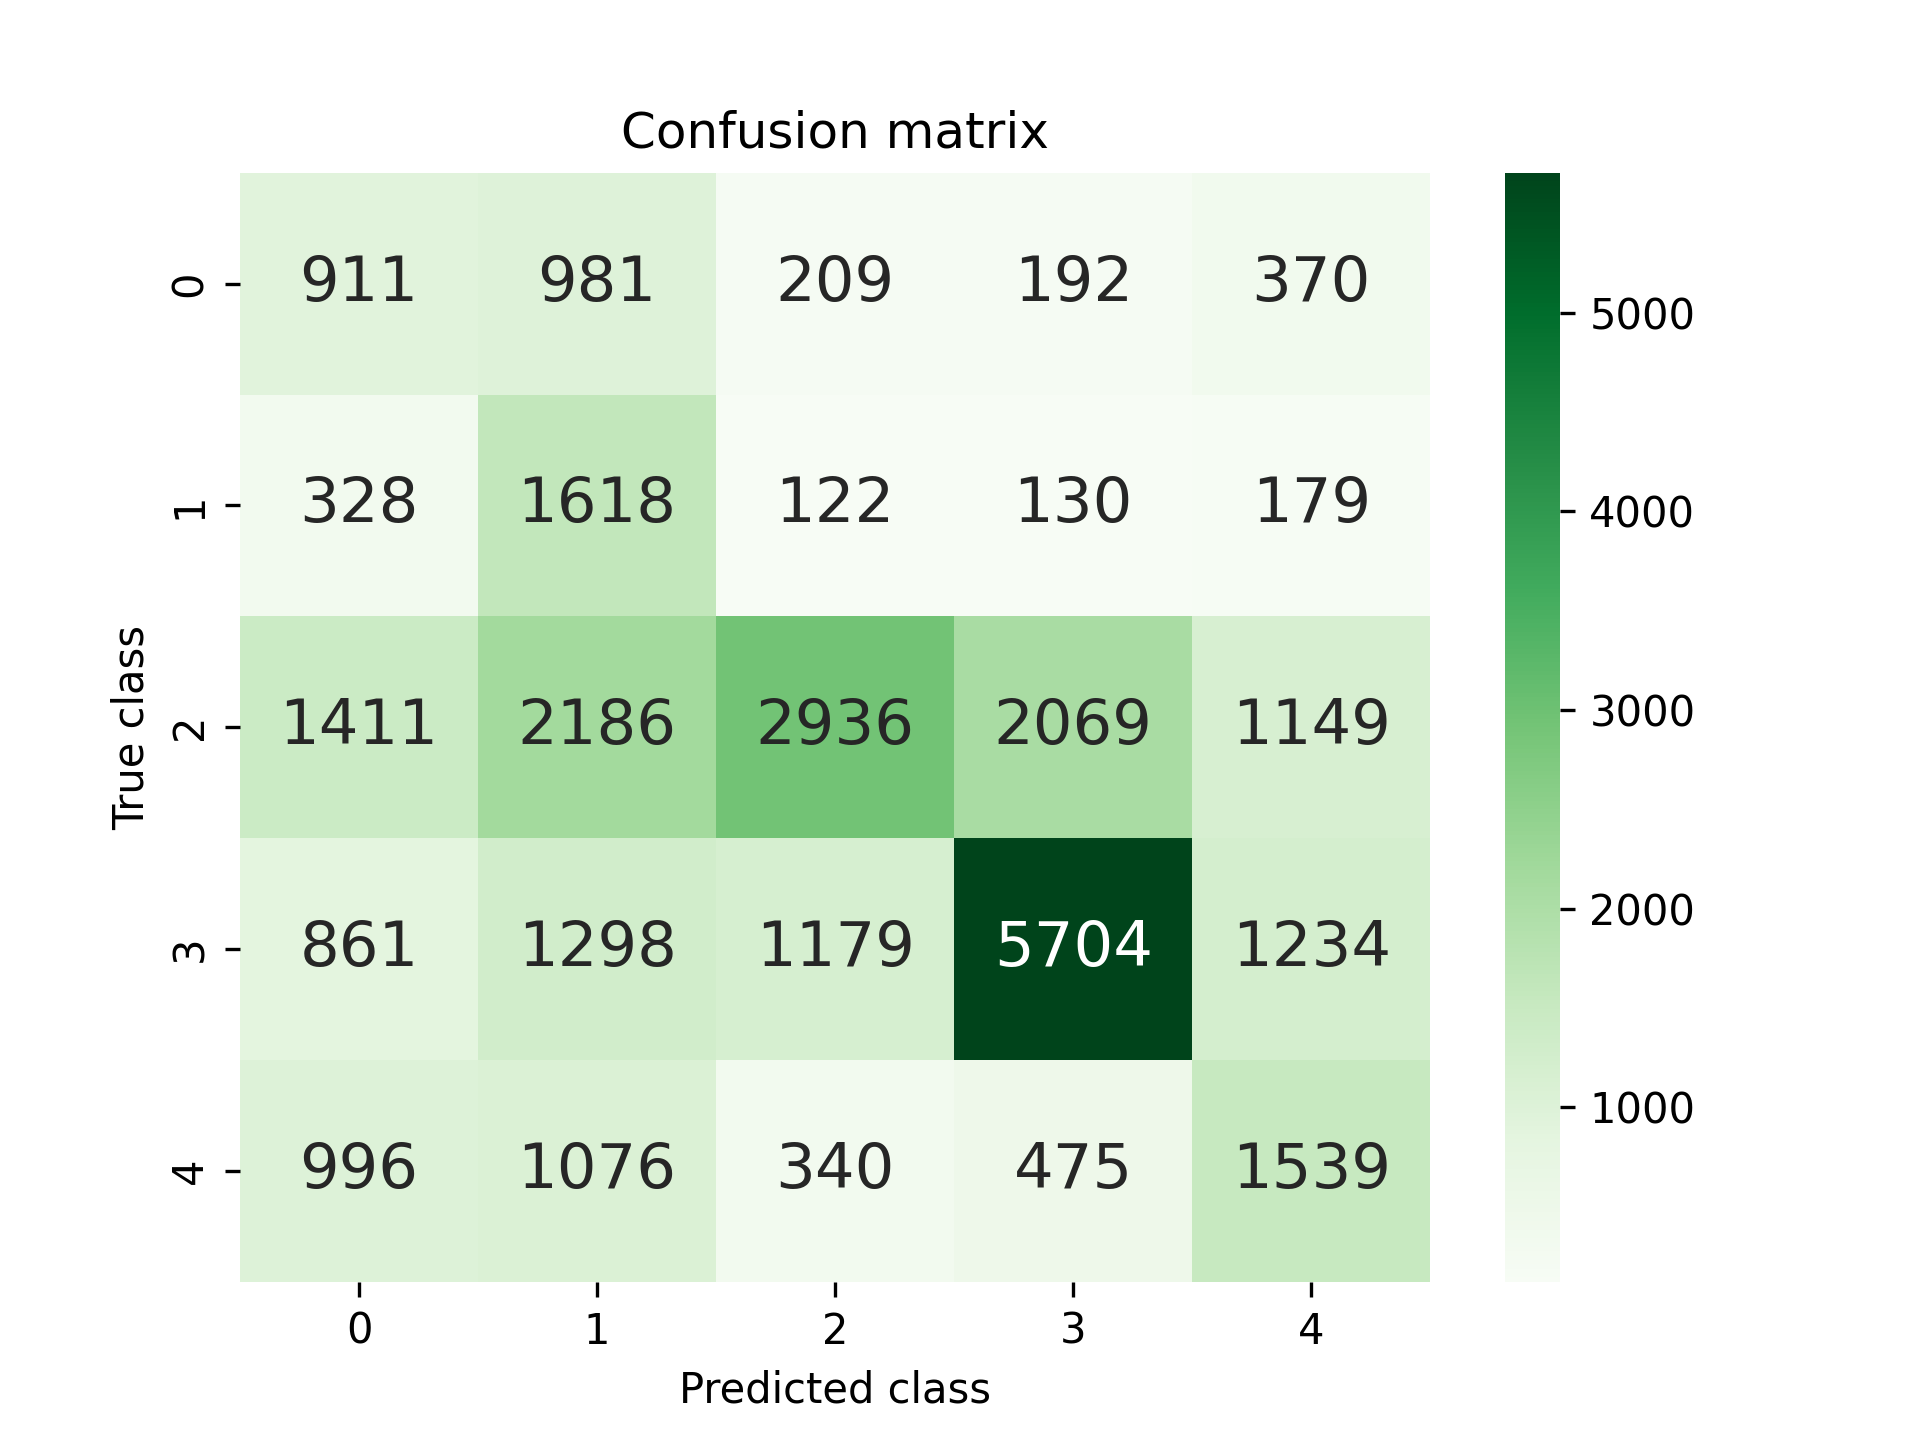 Confusion matrix
0 911 981 209 192 370
1 328 1618 122 130 179
2 1411 2186 2936 2069 1149
3 861 1298 1179 5704 1234
4 996 1076 340 475 1539
0 1 2 3 4
Predicted class
True class
5000
4000
3000
2000
1000